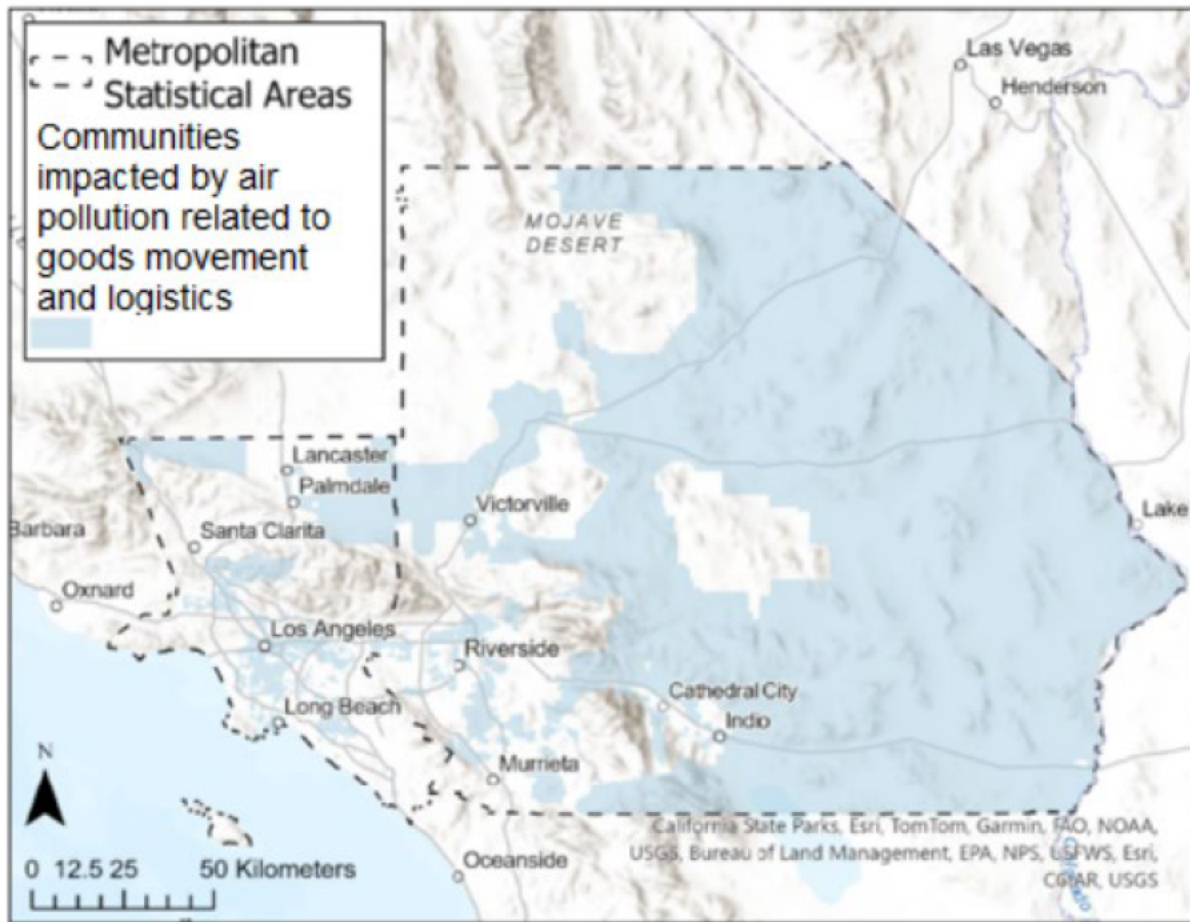 Metropolitan
Statistical Areas
Communities
impacted by air
pollution related to
goods movement
and logistics
Las Vegas
Henderson
MOJAVE
DESERT
Lancaster
Palmdale
Victorville
Lake
Barbara
Santa Clarita
Oxnard
Los Angeles
Riverside
Long Beach
Cathedral City
Indio
Murrieta
N
Oceanside
0 12.5 25 50 Kilometers
California State Parks, Esri, TomTom, Garmin, FAO, NOAA,
USGS, Bureau of Land Management, EPA, NPS, USFWS, Esri,
CGIAR, USGS